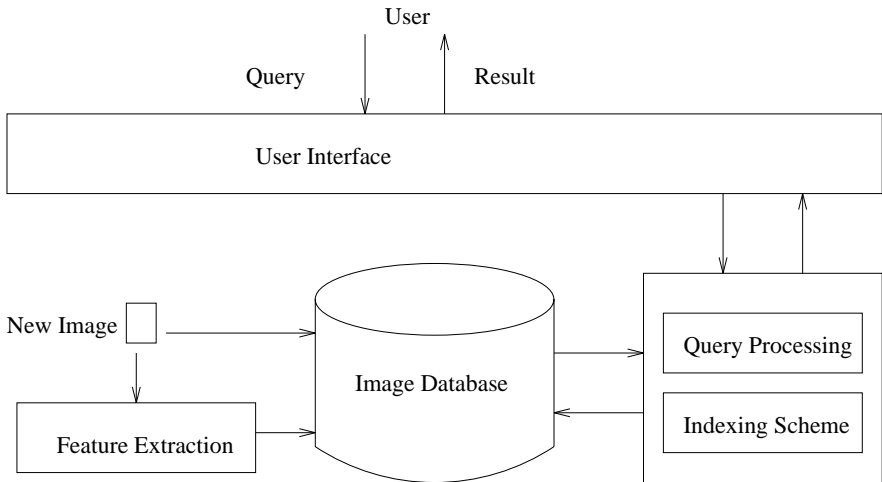 User
Query
Result
User Interface
New Image
Query Processing
Image Database
Indexing Scheme
Feature Extraction